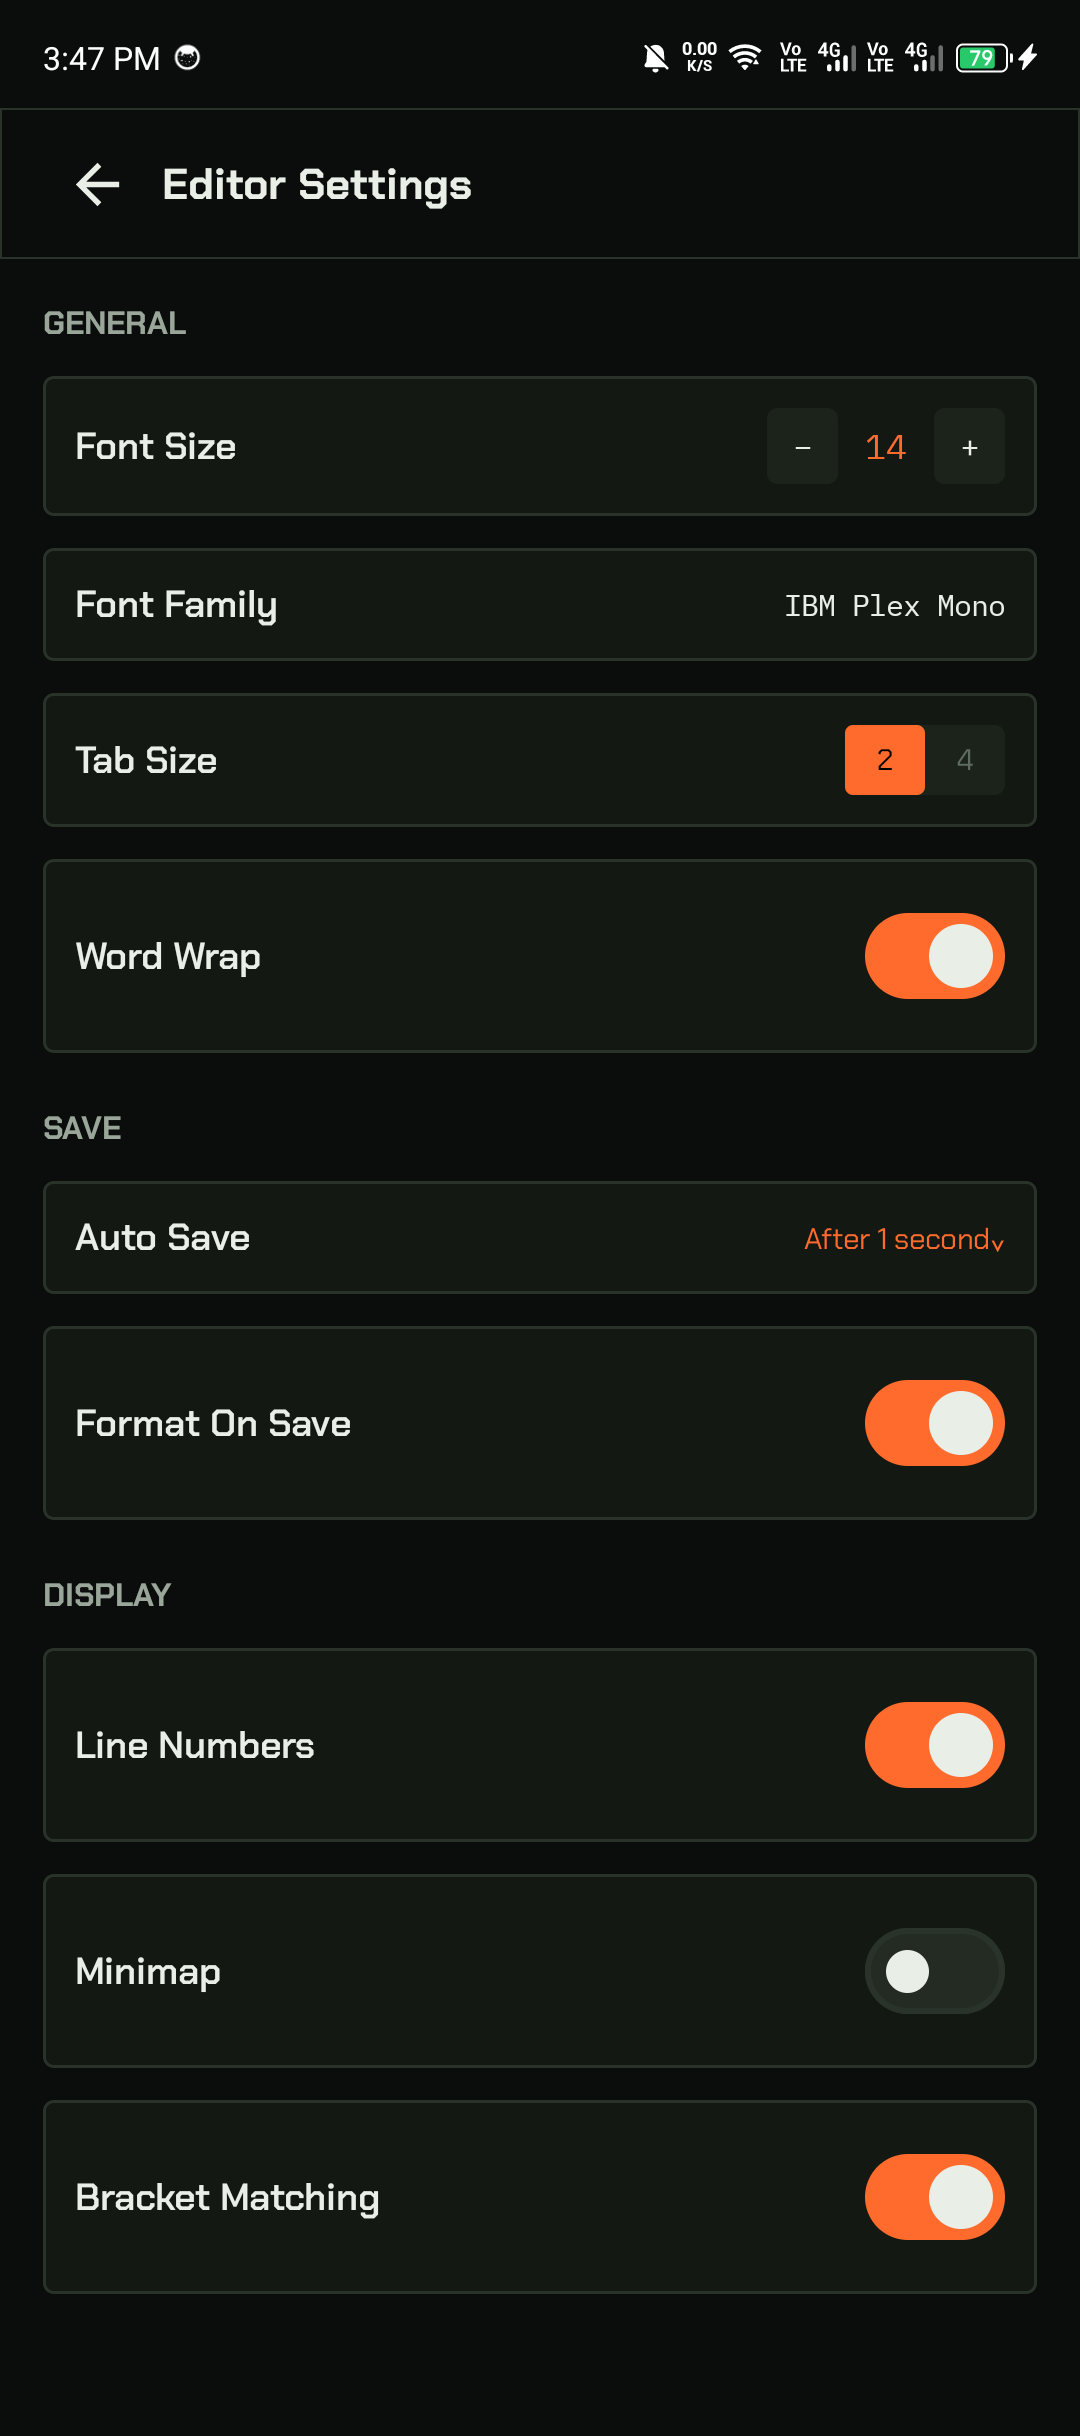 3:47 PM
0.00 K/S Vo LTE 4G Vo LTE 4G 79
Editor Settings
GENERAL
Font Size − 14 +
Font Family IBM Plex Mono
Tab Size 2 4
Word Wrap
SAVE
Auto Save After 1 second
Format On Save
DISPLAY
Line Numbers
Minimap
Bracket Matching